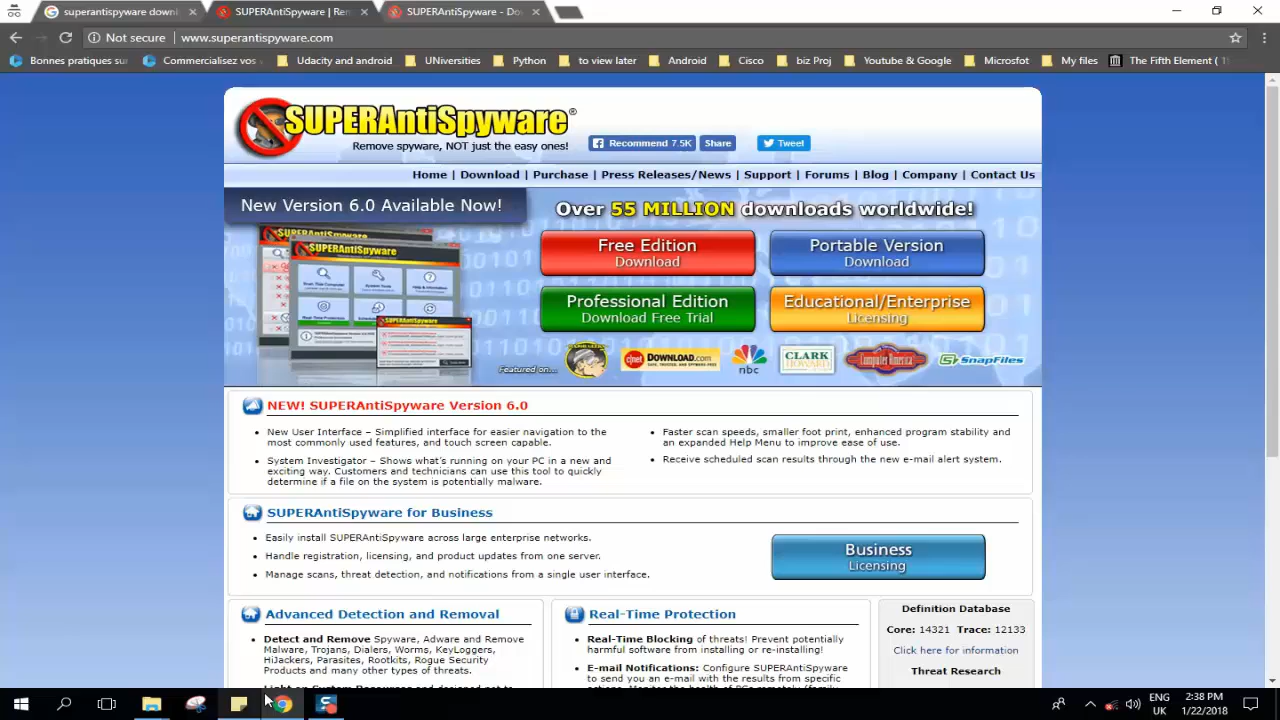 superantispyware downl
SUPERAntiSpyware | Rem
SUPERAntiSpyware - Do
Not secure | www.superantispyware.com
Bonnes pratiques sur
Commercialisez vos
Udacity and android
UNiversities
Python
to view later
Android
Cisco
biz Proj
Youtube & Google
Microsfot
My files
The Fifth Element ( 1
SUPERAntiSpyware®
Remove spyware, NOT just the easy ones!
Recommend 7.5K
Share
Tweet
Home | Download | Purchase | Press Releases/News | Support | Forums | Blog | Company | Contact Us
New Version 6.0 Available Now!
Over 55 MILLION downloads worldwide!
Free Edition
Download
Portable Version
Download
Professional Edition
Download Free Trial
Educational/Enterprise
Licensing
SUPERAntiSpyware
Featured on...
c|net DOWNLOAD.com
nbc
CLARK
HOWARD
Computer America
SnapFiles
NEW! SUPERAntiSpyware Version 6.0
New User Interface – Simplified interface for easier navigation to the
most commonly used features, and touch screen capable.
System Investigator – Shows what's running on your PC in a new and
exciting way. Customers and technicians can use this tool to quickly
determine if a file on the system is potentially malware.
Faster scan speeds, smaller foot print, enhanced program stability and
an expanded Help Menu to improve ease of use.
Receive scheduled scan results through the new e-mail alert system.
SUPERAntiSpyware for Business
Easily install SUPERAntiSpyware across large enterprise networks.
Handle registration, licensing, and product updates from one server.
Manage scans, threat detection, and notifications from a single user interface.
Business
Licensing
Advanced Detection and Removal
Detect and Remove Spyware, Adware and Remove
Malware, Trojans, Dialers, Worms, KeyLoggers,
HiJackers, Parasites, Rootkits, Rogue Security
Products and many other types of threats.
Real-Time Protection
Real-Time Blocking of threats! Prevent potentially
harmful software from installing or re-installing!
E-mail Notifications: Configure SUPERAntiSpyware
to send you an e-mail with the results from specific
Definition Database
Core: 14321 Trace: 12133
Click here for information
Threat Research
ENG
UK
2:38 PM
1/22/2018